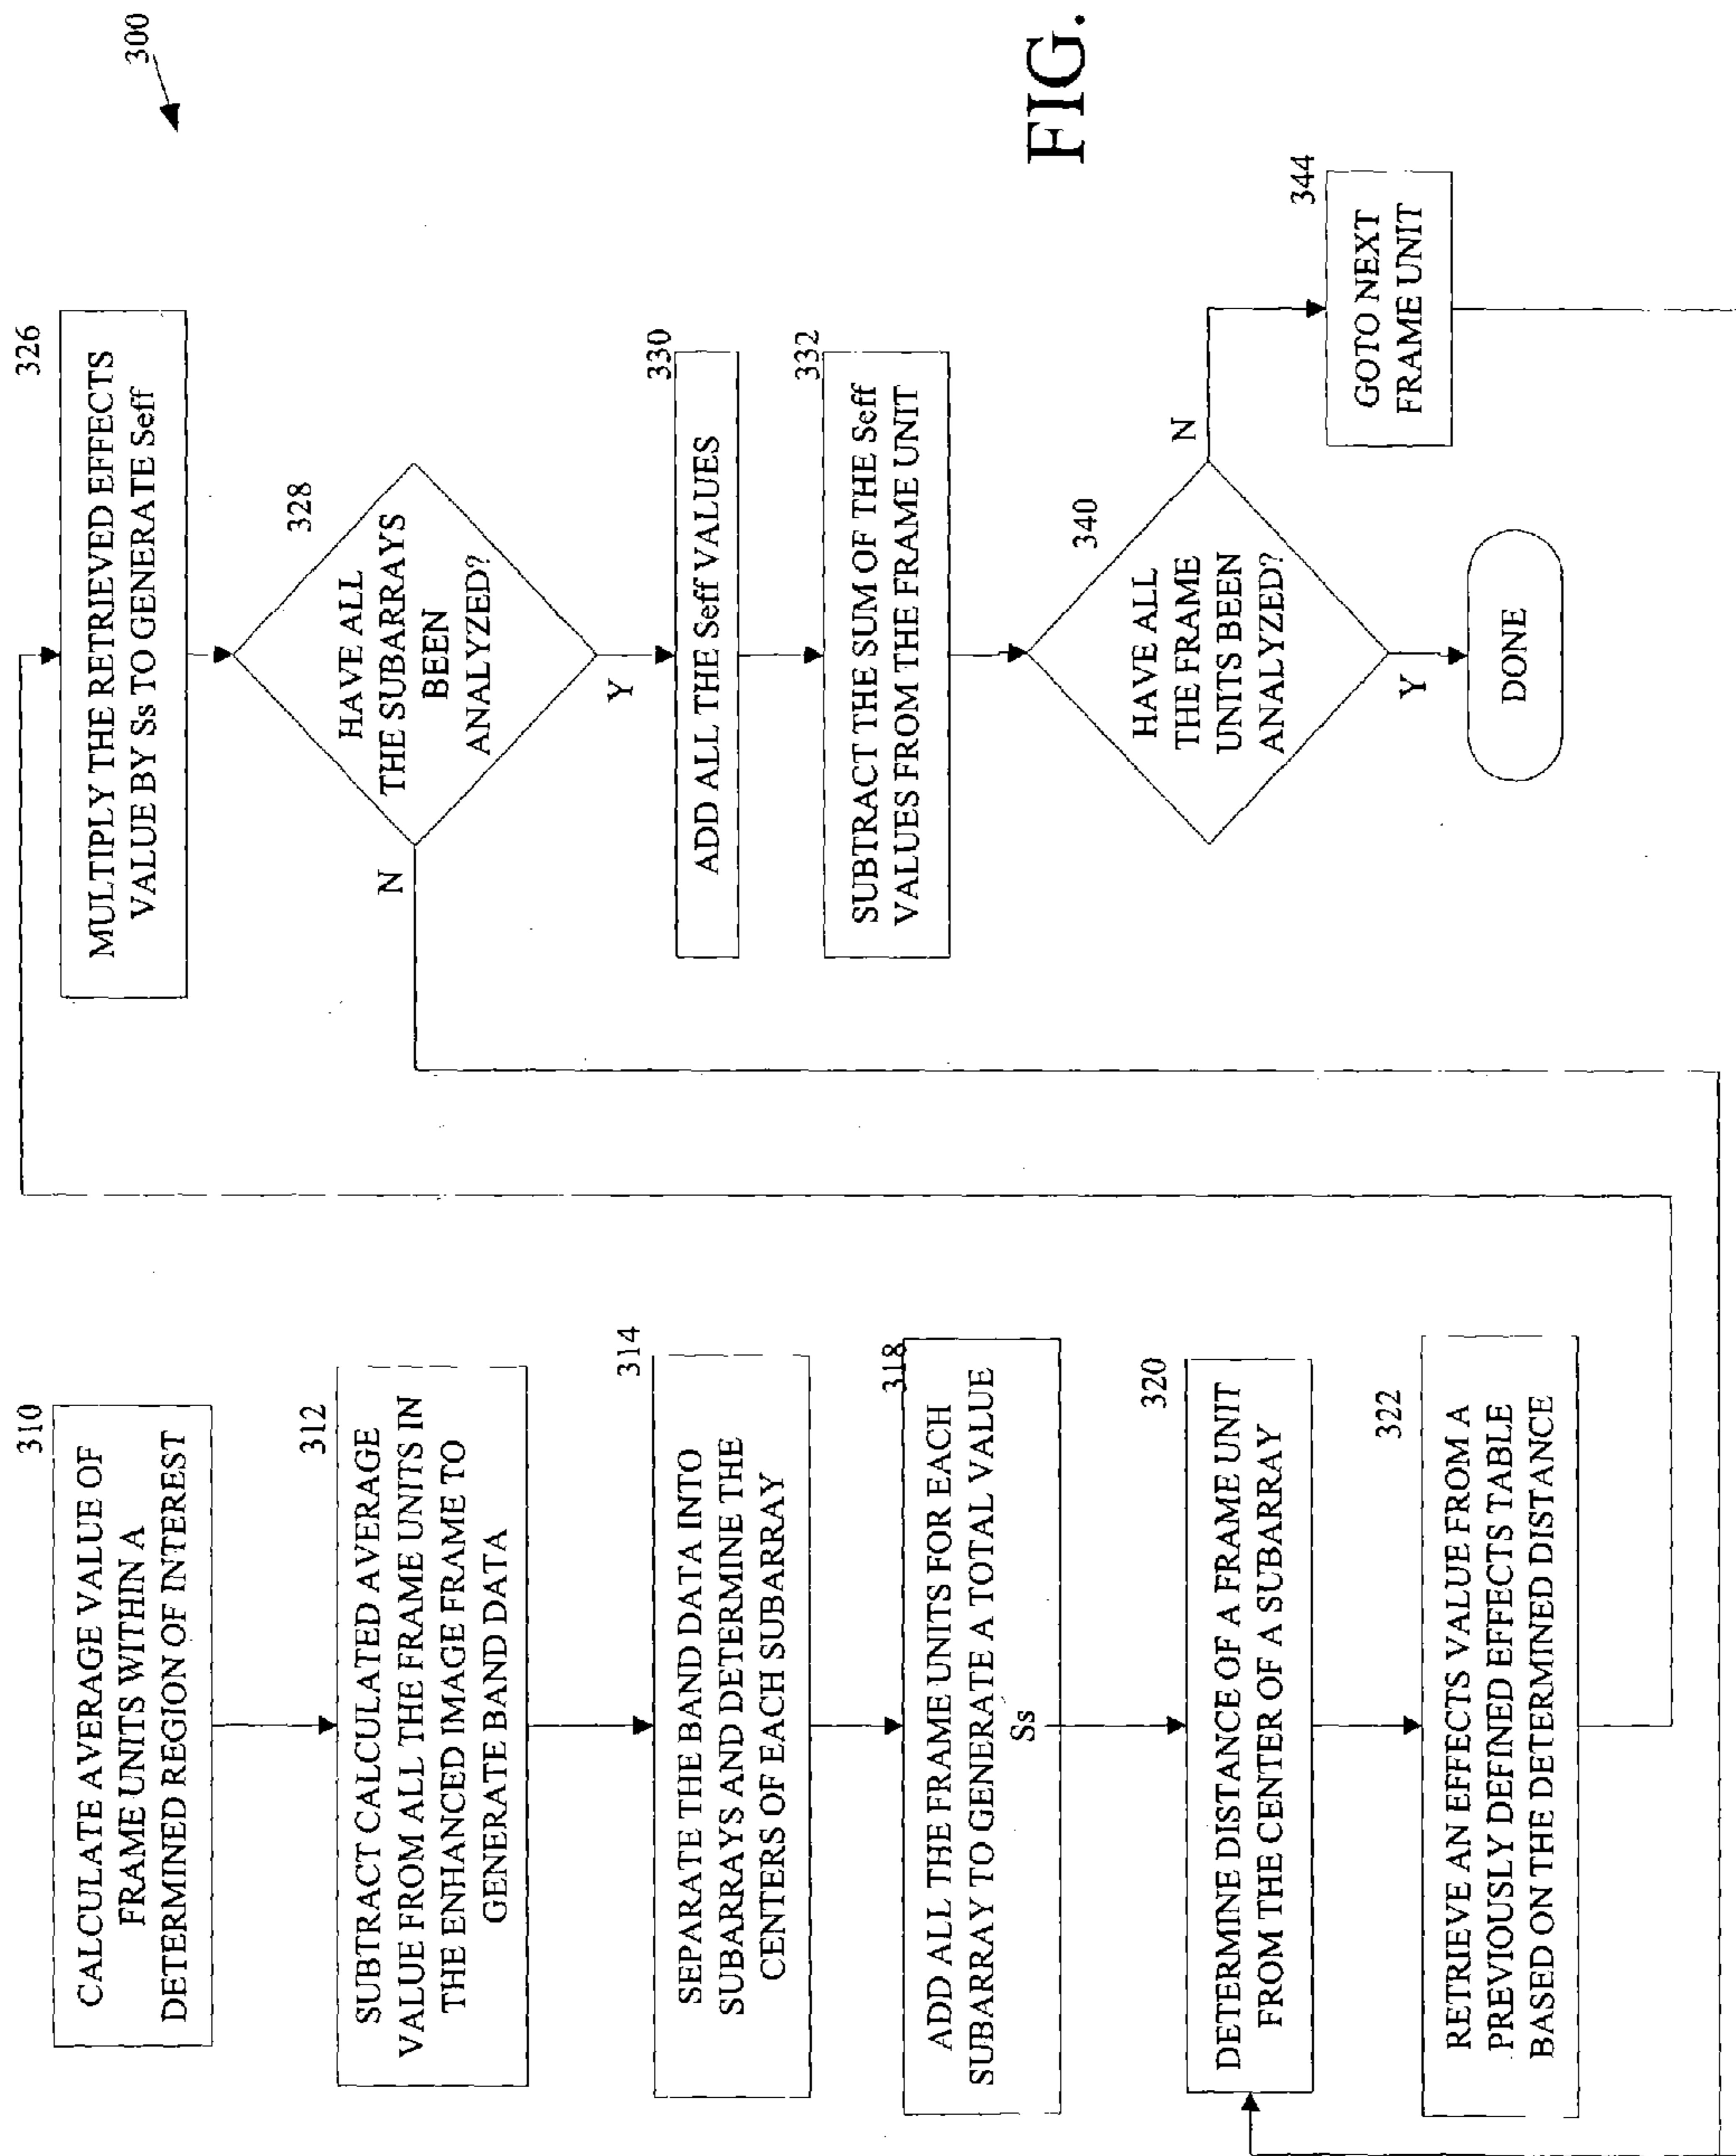 300
310
CALCULATE AVERAGE VALUE OF
FRAME UNITS WITHIN A
DETERMINED REGION OF INTEREST
312
SUBTRACT CALCULATED AVERAGE
VALUE FROM ALL THE FRAME UNITS IN
THE ENHANCED IMAGE FRAME TO
GENERATE BAND DATA
314
SEPARATE THE BAND DATA INTO
SUBARRAYS AND DETERMINE THE
CENTERS OF EACH SUBARRAY
318
ADD ALL THE FRAME UNITS FOR EACH
SUBARRAY TO GENERATE A TOTAL VALUE
Ss
320
DETERMINE DISTANCE OF A FRAME UNIT
FROM THE CENTER OF A SUBARRAY
322
RETRIEVE AN EFFECTS VALUE FROM A
PREVIOUSLY DEFINED EFFECTS TABLE
BASED ON THE DETERMINED DISTANCE
326
MULTIPLY THE RETRIEVED EFFECTS
VALUE BY Ss TO GENERATE Seff
328
HAVE ALL
THE SUBARRAYS
BEEN
ANALYZED?
N
Y
330
ADD ALL THE Seff VALUES
332
SUBTRACT THE SUM OF THE Seff
VALUES FROM THE FRAME UNIT
340
HAVE ALL
THE FRAME
UNITS BEEN
ANALYZED?
N
Y
344
GOTO NEXT
FRAME UNIT
DONE
FIG.